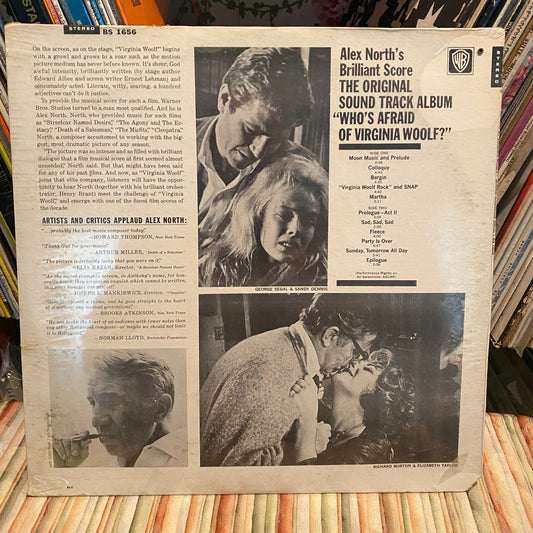 STEREO
BS 1656
On the screen, as on the stage, "Virginia Woolf" begins
with a growl and grows to a roar such as the motion
picture medium has never before known. It's sheer, God
awful intensity, brilliantly written (by stage author
Edward Albee and screen writer Ernest Lehman) and
consumately acted. Literate, witty, searing, a hundred
adjectives can't do it justice.
To provide the musical score for such a film, Warner
Bros. Studios turned to a man most qualified. And he is
Alex North. North, who provided music for such films
as "Streetcar Named Desire," "The Agony and The Ec-
stasy," "Death of a Salesman," "The Misfits," "Cleopatra."
North, a composer accustomed to working with the big-
gest, most dramatic picture of any season.
"The picture was so intense and so filled with brilliant
dialogue that a film musical score at first seemed almost
unneeded," North said. But that might have been said
for any of his past films. And now, as "Virginia Woolf"
joins that elite company, listeners will have the oppor-
tunity to hear North (together with his brilliant orches-
trator, Henry Brant) meet the challenge of "Virginia
Woolf," and emerge with one of the finest film scores of
the decade.
ARTISTS AND CRITICS APPLAUD ALEX NORTH:
"... probably the best movie composer today."
—HOWARD THOMPSON, New York Times
"Thank God for your music"
—ARTHUR MILLER, "Death of a Salesman"
"The picture is certainly lucky that you were on it"
—ELIA KAZAN, director, "A Streetcar Named Desire"
—JOSEPH L. MANKIEWICZ, director, "Cleopatra"
—BROOKS ATKINSON, New York Times
—NORMAN LLOYD, Rockefeller Foundation
Alex North's
Brilliant Score
THE ORIGINAL
SOUND TRACK ALBUM
"WHO'S AFRAID
OF VIRGINIA WOOLF?"
WB
STEREO
SIDE ONE
Moon Music and Prelude
Colloquy
Bergin
"Virginia Woolf Rock" and SNAP
Martha
SIDE TWO
Prologue—Act II
Sad, Sad, Sad
Fleece
Party Is Over
Sunday, Tomorrow All Day
Epilogue
GEORGE SEGAL & SANDY DENNIS
RICHARD BURTON & ELIZABETH TAYLOR